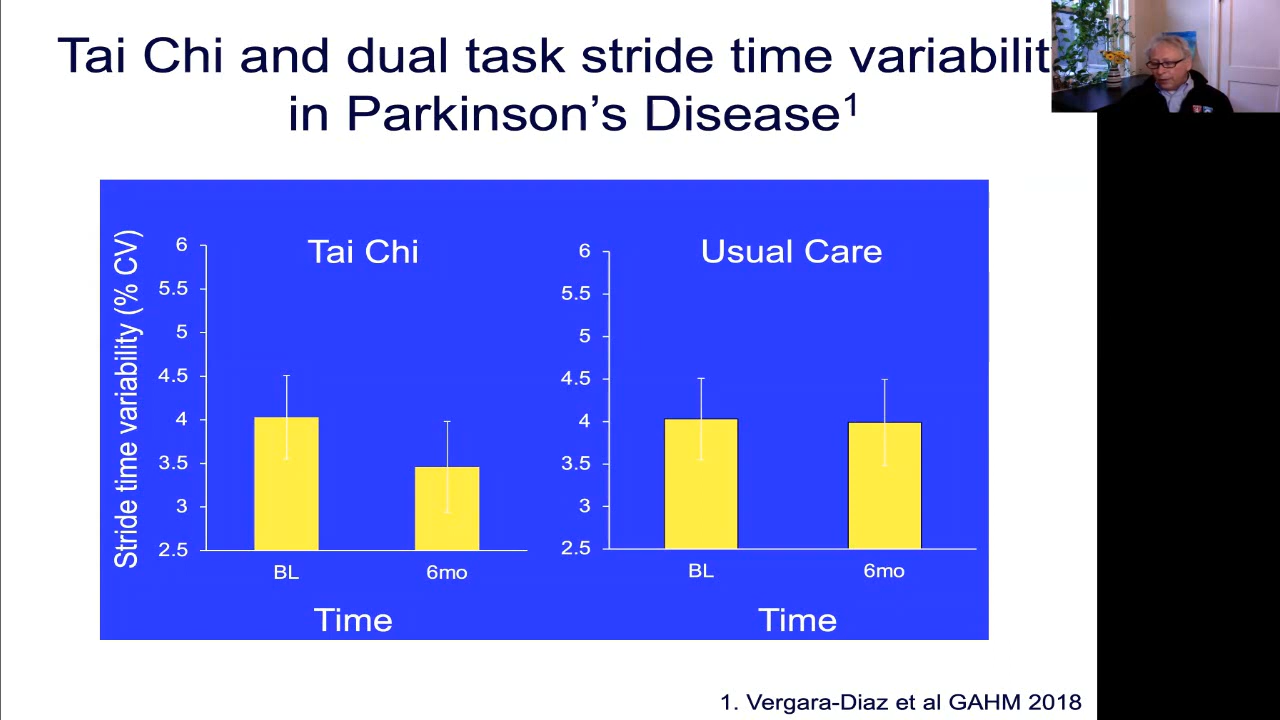 Tai Chi and dual task stride time variabilit
in Parkinson's Disease1
Stride time variability (% CV)
Tai Chi
6
5.5
5
4.5
4
3.5
3
2.5
BL
6mo
Time
Usual Care
6
5.5
5
4.5
4
3.5
3
2.5
BL
6mo
Time
1. Vergara-Diaz et al GAHM 2018